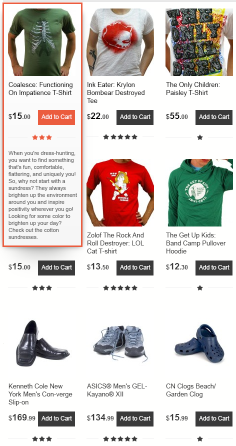 Coalesce: Functioning
On Impatience T-Shirt
$15.00 Add to Cart
When you're dress-hunting,
you want to find something
that's fun, comfortable,
flattering, and uniquely you!
So, why not start with a
sundress? They always
brighten up the environment
around you and inspire
positivity wherever you go!
Looking for some color to
brighten up your day?
Check out the cotton
sundresses.
Ink Eater: Krylon
Bombear Destroyed
Tee
$22.00 Add to Cart
The Only Children:
Paisley T-Shirt
$55.00 Add to Cart
$15.00 Add to Cart
Zolof The Rock And
Roll Destroyer: LOL
Cat T-shirt
$13.50 Add to Cart
The Get Up Kids:
Band Camp Pullover
Hoodie
$12.30 Add to Cart
Kenneth Cole New
York Men's Con-verge
Slip-on
$169.99 Add to Cart
ASICS® Men's GEL-
Kayano® XII
$134.99 Add to Cart
CN Clogs Beach/
Garden Clog
$15.99 Add to Cart